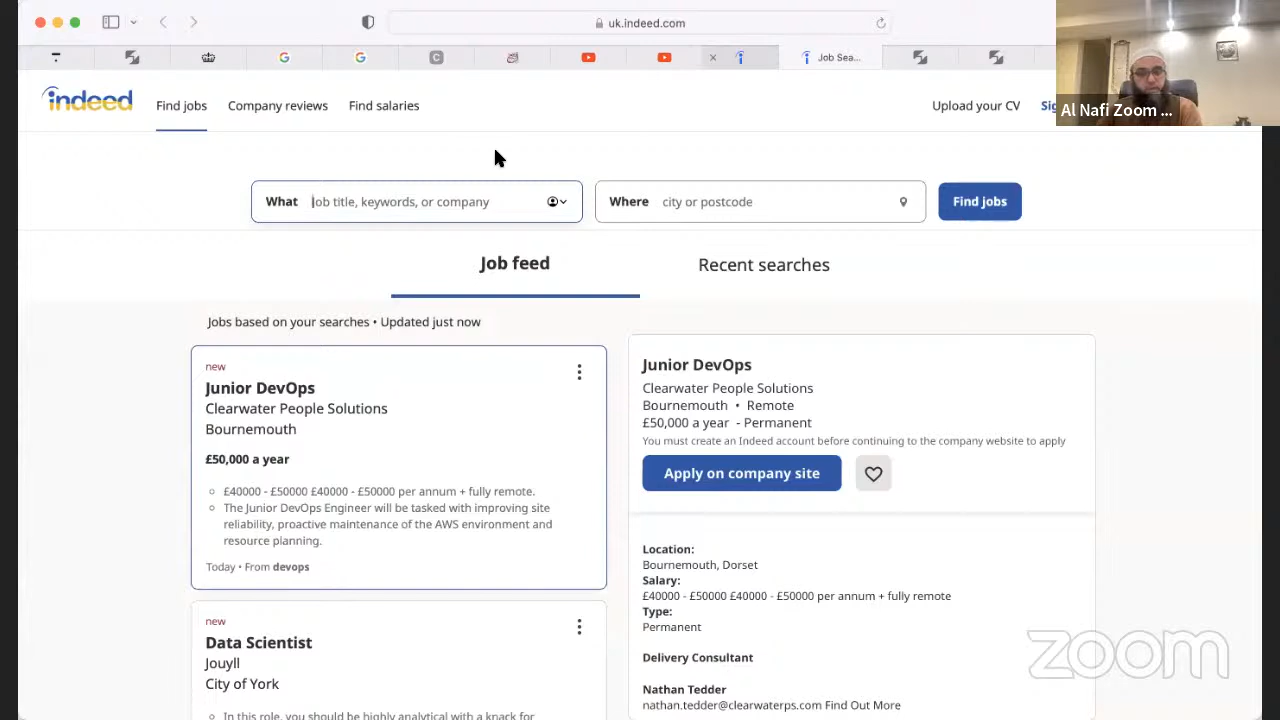 uk.indeed.com
Job Sea...
indeed
Find jobs
Company reviews
Find salaries
Upload your CV
Sig
Al Nafi Zoom ...
What
Job title, keywords, or company
Where
city or postcode
Find jobs
Job feed
Recent searches
Jobs based on your searches • Updated just now
new
Junior DevOps
Clearwater People Solutions
Bournemouth
£50,000 a year
£40000 - £50000 £40000 - £50000 per annum + fully remote.
The Junior DevOps Engineer will be tasked with improving site
reliability, proactive maintenance of the AWS environment and
resource planning.
Today • From devops
new
Data Scientist
Jouyll
City of York
In this role, you should be highly analytical with a knack for
Junior DevOps
Clearwater People Solutions
Bournemouth • Remote
£50,000 a year - Permanent
You must create an Indeed account before continuing to the company website to apply
Apply on company site
Location:
Bournemouth, Dorset
Salary:
£40000 - £50000 £40000 - £50000 per annum + fully remote
Type:
Permanent
Delivery Consultant
Nathan Tedder
nathan.tedder@clearwaterps.com Find Out More
zoom